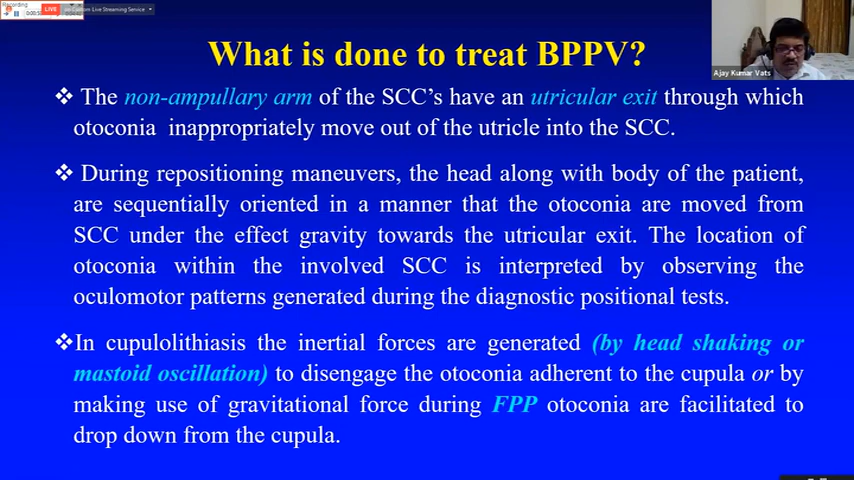 Recording
LIVE
on Custom Live Streaming Service
What is done to treat BPPV?
Ajay Kumar Vats
❖ The non-ampullary arm of the SCC's have an utricular exit through which
otoconia inappropriately move out of the utricle into the SCC.
❖ During repositioning maneuvers, the head along with body of the patient,
are sequentially oriented in a manner that the otoconia are moved from
SCC under the effect gravity towards the utricular exit. The location of
otoconia within the involved SCC is interpreted by observing the
oculomotor patterns generated during the diagnostic positional tests.
❖In cupulolithiasis the inertial forces are generated (by head shaking or
mastoid oscillation) to disengage the otoconia adherent to the cupula or by
making use of gravitational force during FPP otoconia are facilitated to
drop down from the cupula.